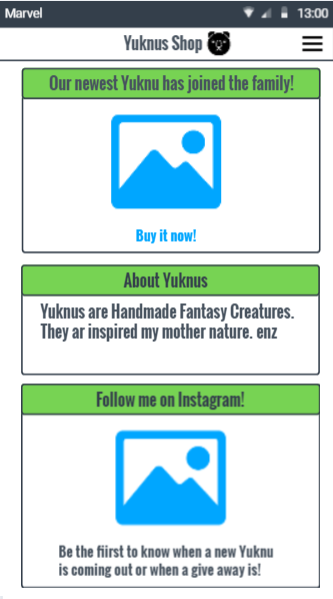 Marvel 13:00
Yuknus Shop
Our newest Yuknu has joined the family!
Buy it now!
About Yuknus
Yuknus are Handmade Fantasy Creatures.
They ar inspired my mother nature. enz
Follow me on Instagram!
Be the fiirst to know when a new Yuknu
is coming out or when a give away is!